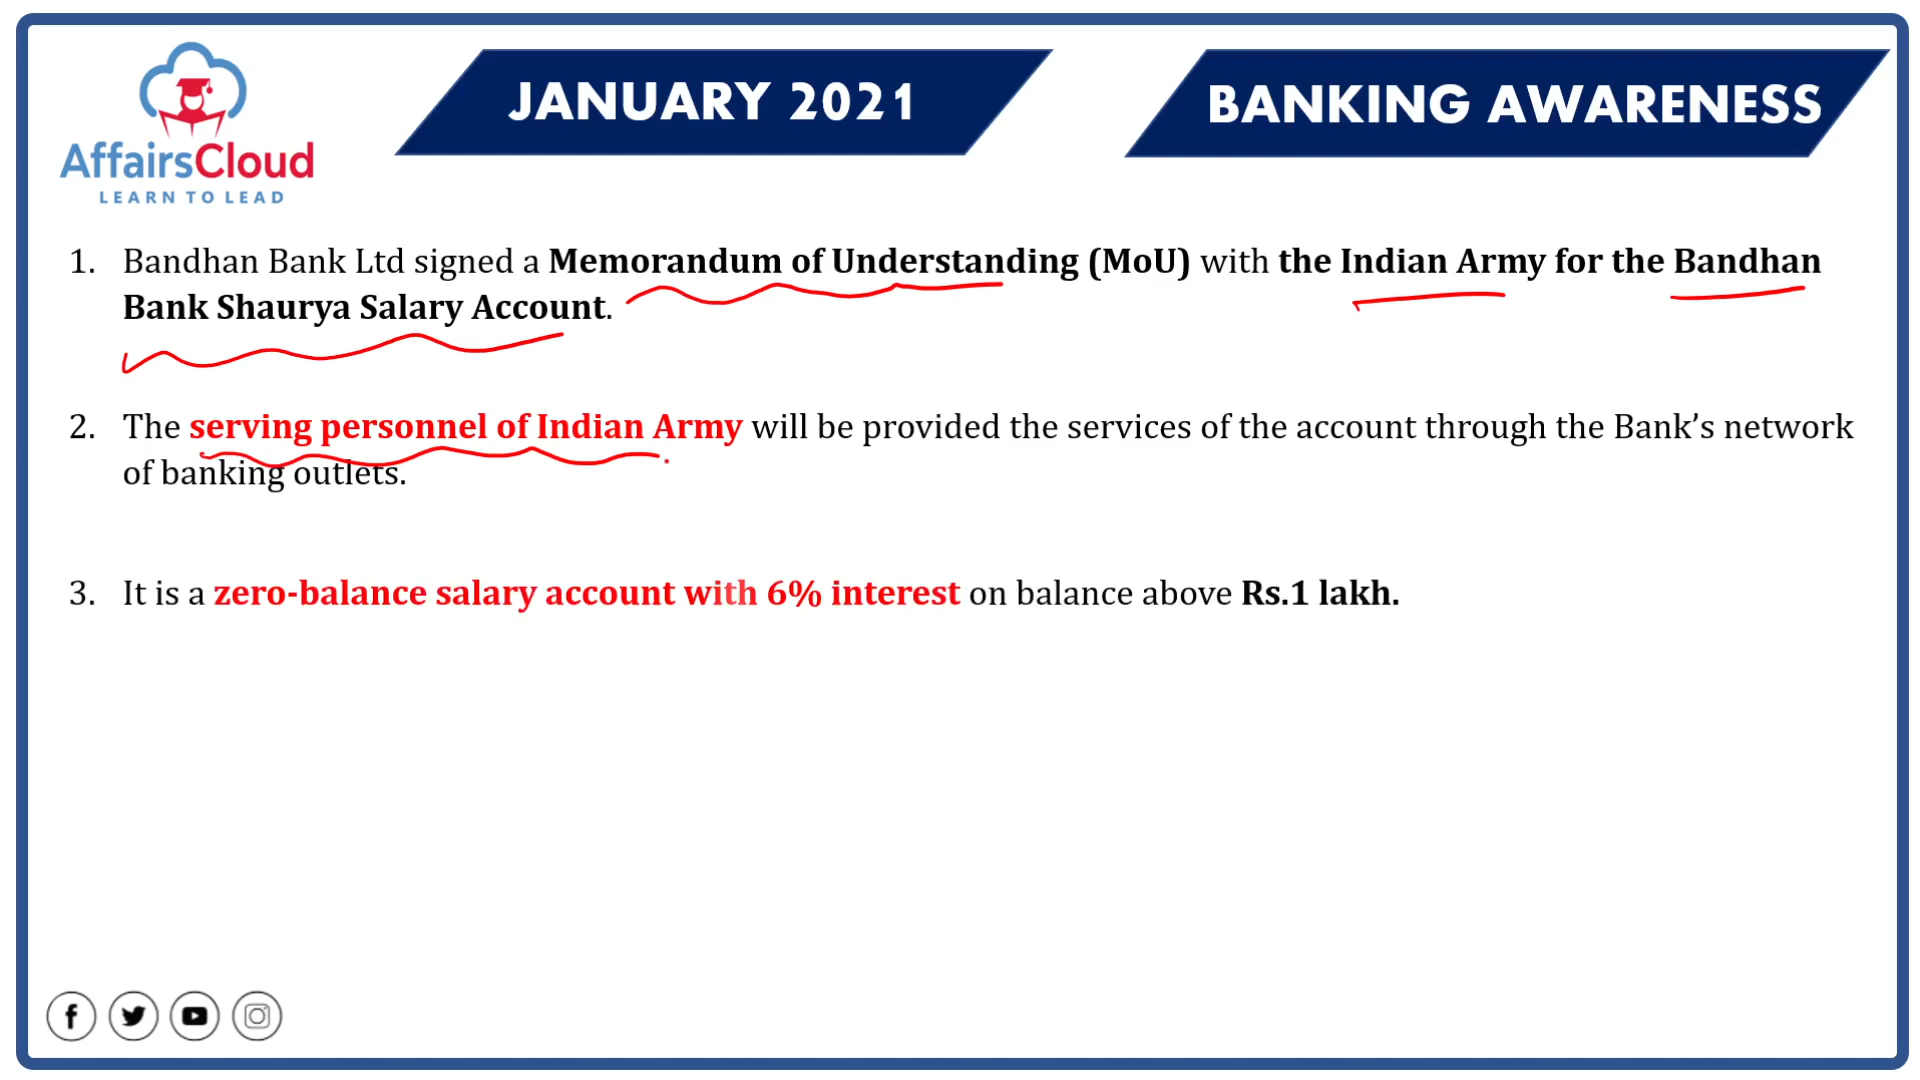 AffairsCloud
LEARN TO LEAD
JANUARY 2021
BANKING AWARENESS
1. Bandhan Bank Ltd signed a Memorandum of Understanding (MoU) with the Indian Army for the Bandhan
Bank Shaurya Salary Account.
2. The serving personnel of Indian Army will be provided the services of the account through the Bank’s network
of banking outlets.
3. It is a zero-balance salary account with 6% interest on balance above Rs.1 lakh.